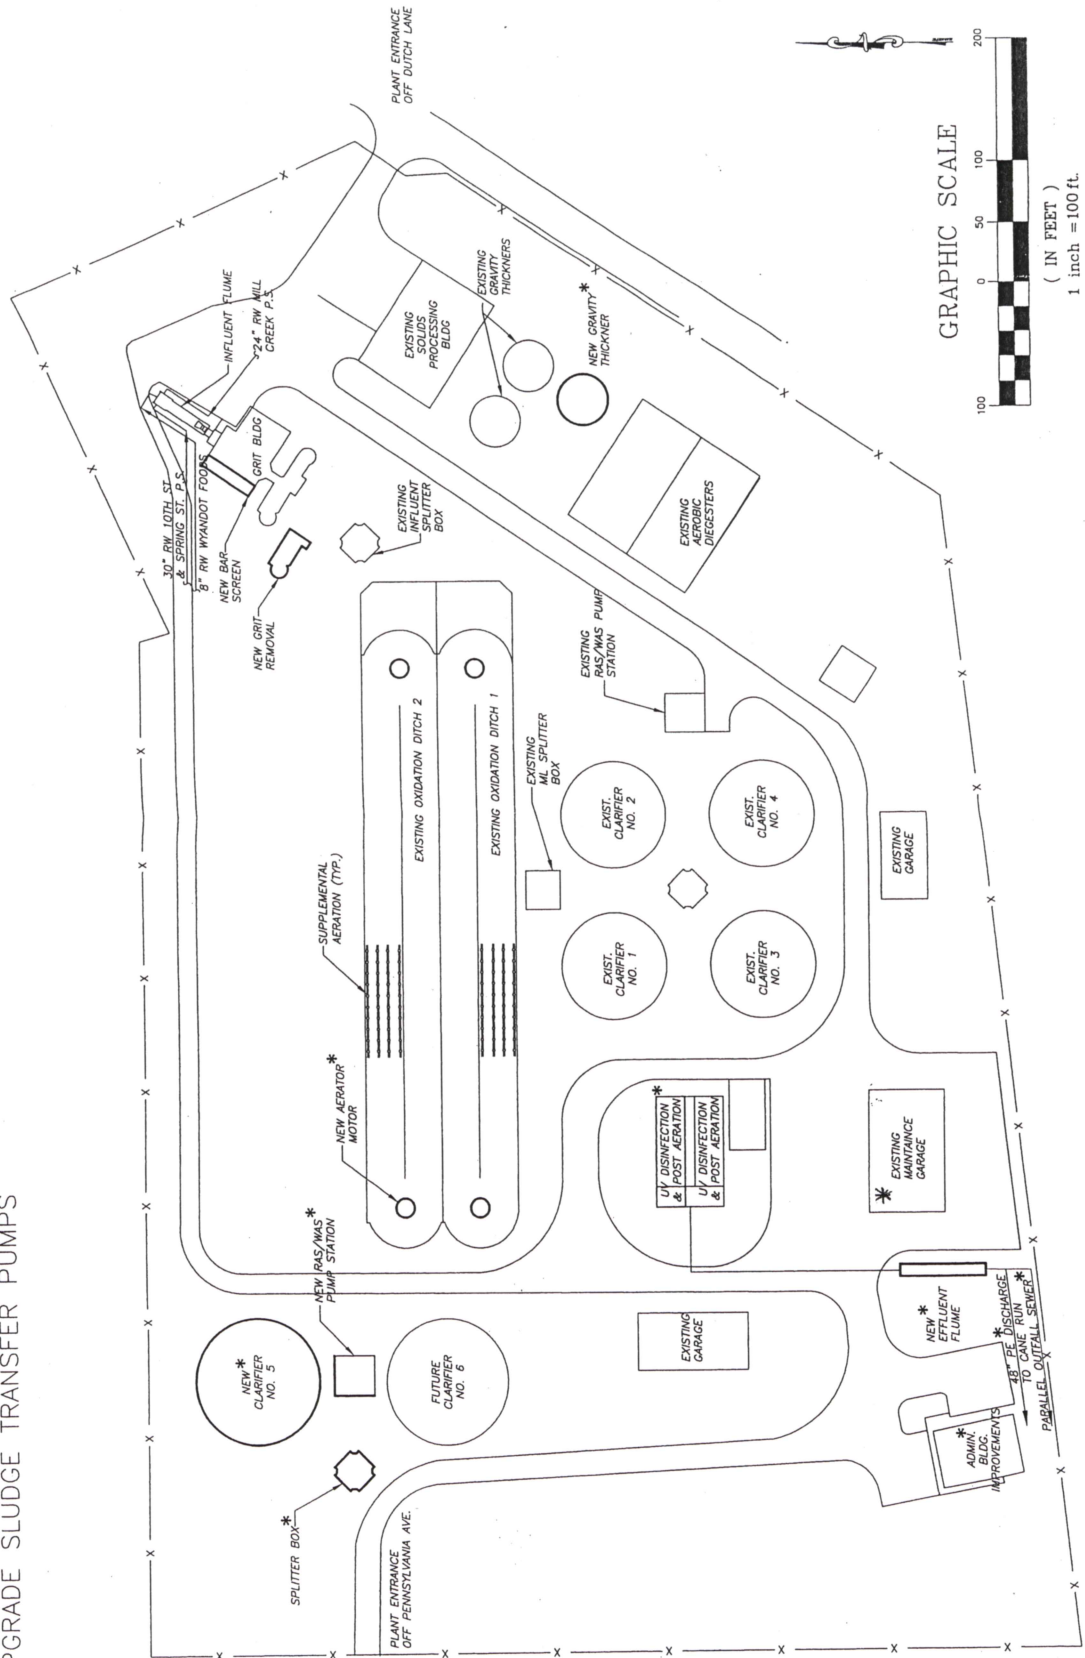 PGRADE SLUDGE TRANSFER PUMPS
PLANT ENTRANCE
OFF DUTCH LANE
INFLUENT FLUME
24" RW MILL
CREEK P.S.
30" RW 10TH ST.
& SPRING ST. P.S.
8" RW WYANDOT FOODS
NEW BAR
SCREEN
GRIT BLDG
NEW GRIT
REMOVAL
EXISTING
INFLUENT
SPLITTER
BOX
EXISTING
SOLIDS
PROCESSING
BLDG
EXISTING
GRAVITY
THICKNERS
NEW GRAVITY*
THICKNER
EXISTING
AEROBIC
DIEGESTERS
SUPPLEMENTAL
AERATION (TYP.)
EXISTING OXIDATION DITCH 2
EXISTING OXIDATION DITCH 1
NEW AERATOR*
MOTOR
EXISTING
ML SPLITTER
BOX
EXISTING
RAS/WAS PUMP
STATION
EXIST.
CLARIFIER
NO. 2
EXIST.
CLARIFIER
NO. 4
EXIST.
CLARIFIER
NO. 1
EXIST.
CLARIFIER
NO. 3
EXISTING
GARAGE
UV DISINFECTION *
& POST AERATION
UV DISINFECTION
& POST AERATION
* EXISTING
MAINTAINCE
GARAGE
NEW RAS/WAS*
PUMP STATION
NEW*
CLARIFIER
NO. 5
FUTURE
CLARIFIER
NO. 6
SPLITTER BOX*
EXISTING
GARAGE
NEW*
EFFLUENT
FLUME
*
48" PE DISCHARGE
TO CANE RUN
PARALLEL OUTFALL SEWER*
*
ADMIN.
BLDG.
IMPROVEMENTS
PLANT ENTRANCE
OFF PENNSYLVANIA AVE.
GRAPHIC SCALE
100 0 50 100 200
( IN FEET )
1 inch = 100 ft.